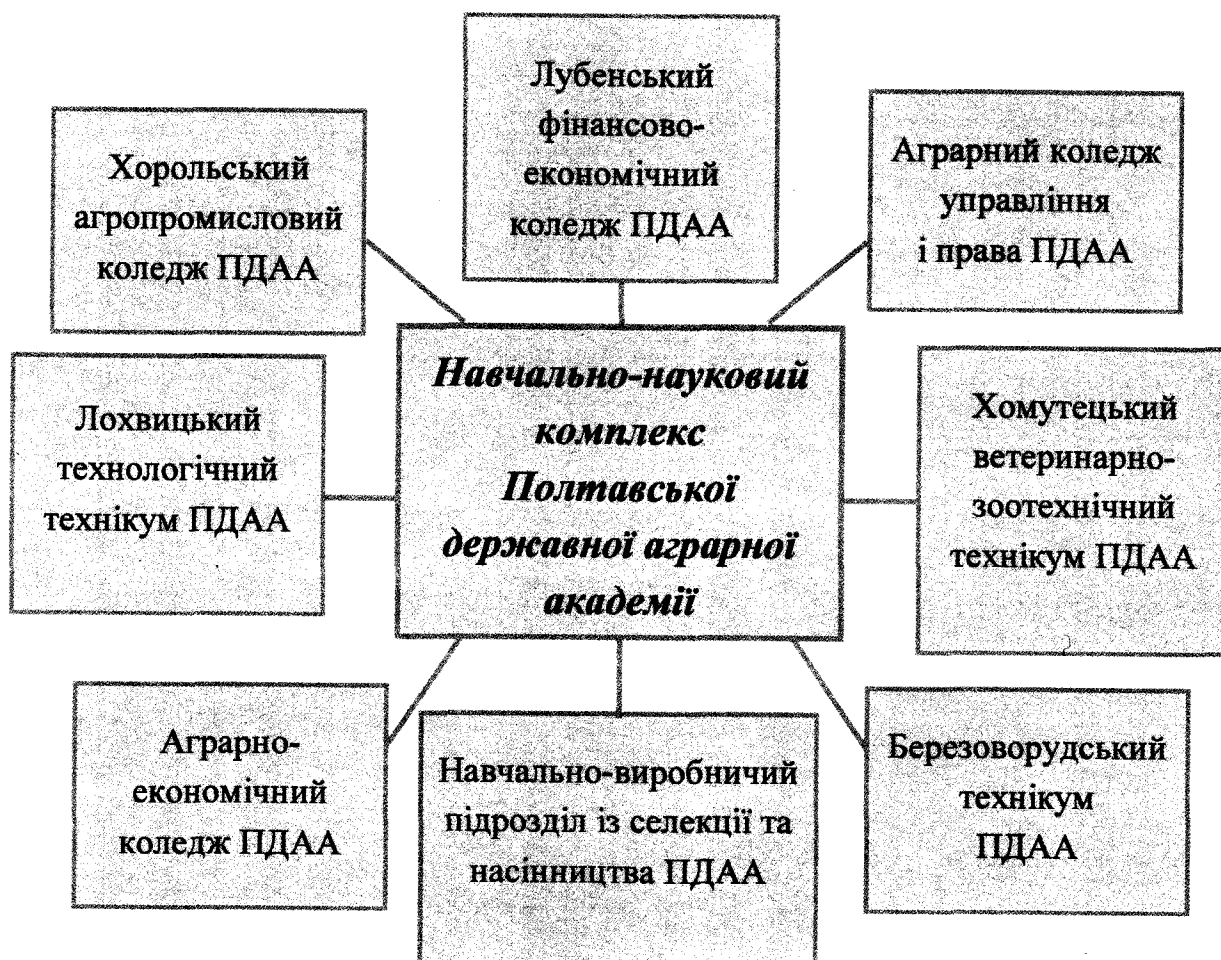 Лубенський
фінансово-
економічний
коледж ПДАА
Хорольський
агропромисловий
коледж ПДАА
Аграрний коледж
управління
і права ПДАА
Навчально-науковий
комплекс
Полтавської
державної аграрної
академії
Лохвицький
технологічний
технікум ПДАА
Хомутецький
ветеринарно-
зоотехнічний
технікум ПДАА
Аграрно-
економічний
коледж ПДАА
Навчально-виробничий
підрозділ із селекції та
насінництва ПДАА
Березоворудський
технікум
ПДАА